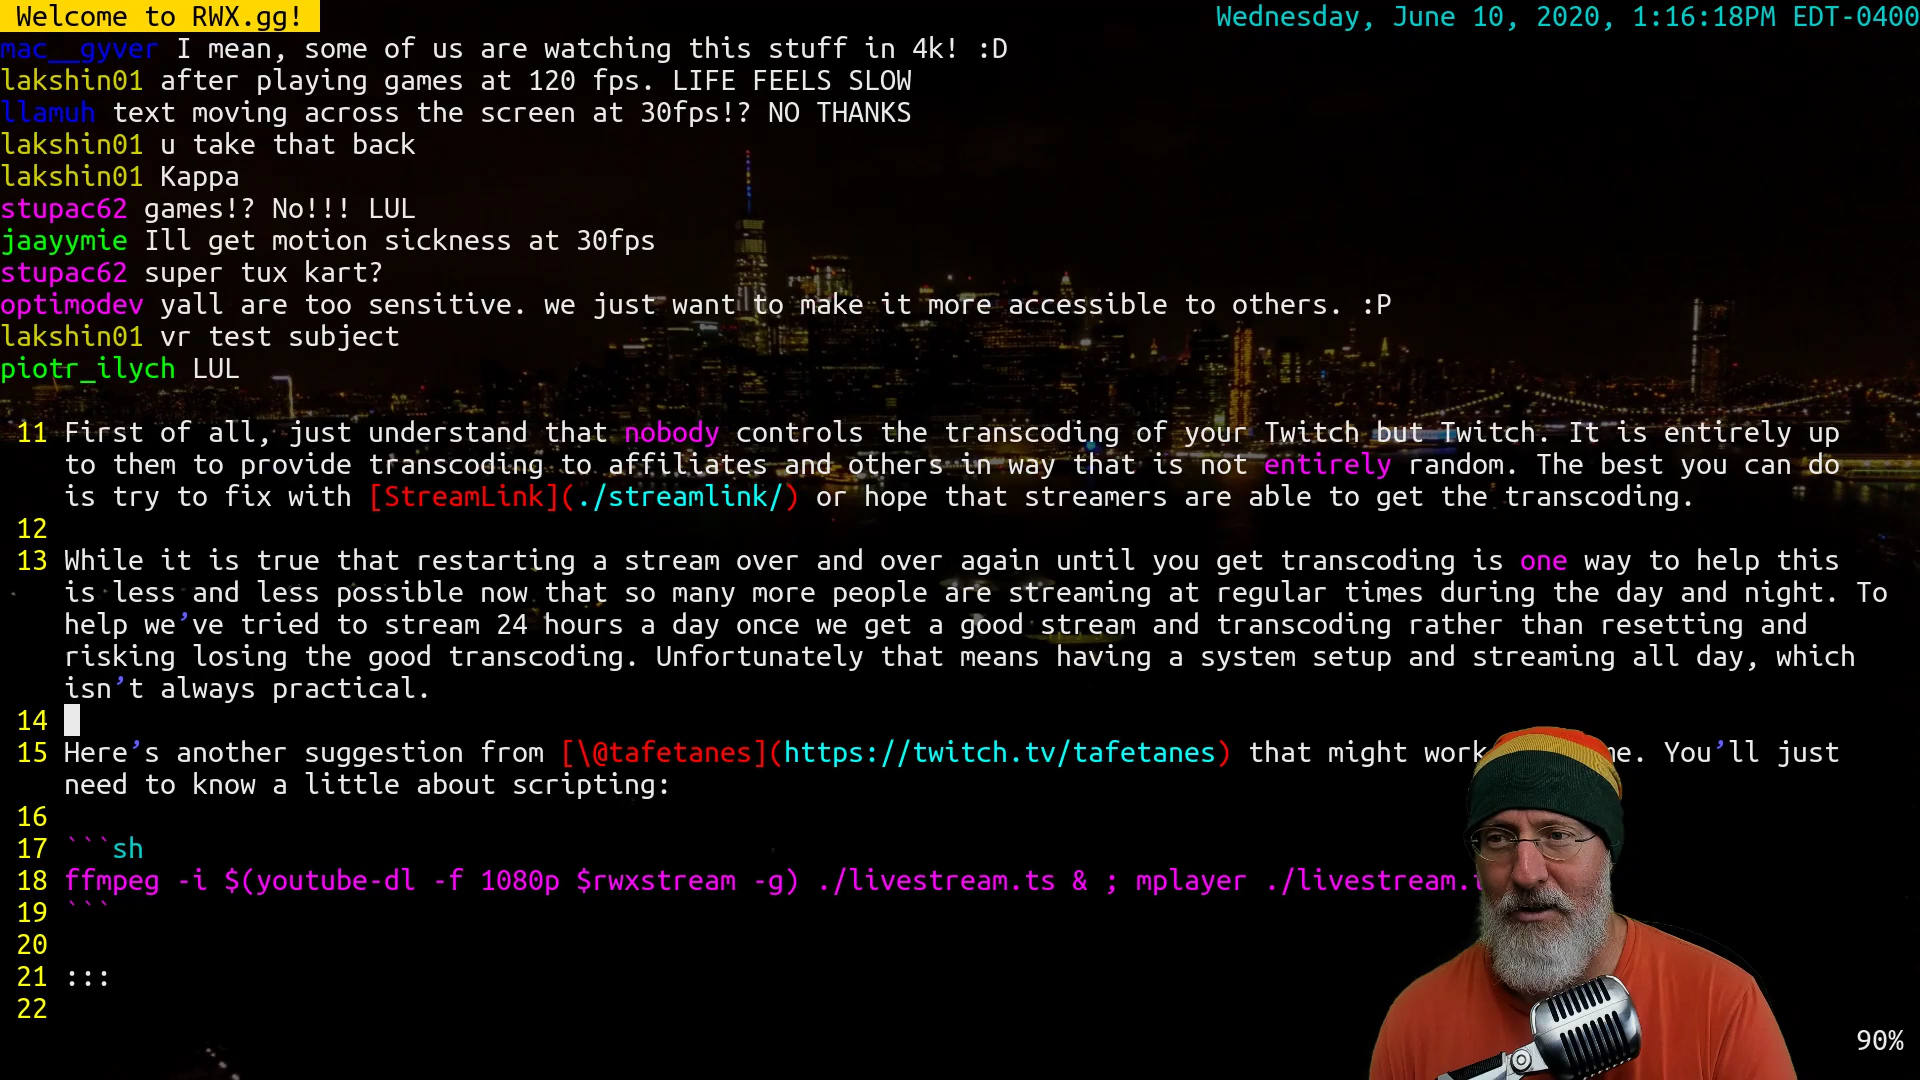 Welcome to RWX.gg!
Wednesday, June 10, 2020, 1:16:18PM EDT-0400
mac__gyver I mean, some of us are watching this stuff in 4k! :D
lakshin01 after playing games at 120 fps. LIFE FEELS SLOW
llamuh text moving across the screen at 30fps!? NO THANKS
lakshin01 u take that back
lakshin01 Kappa
stupac62 games!? No!!! LUL
jaayymie Ill get motion sickness at 30fps
stupac62 super tux kart?
optimodev yall are too sensitive. we just want to make it more accessible to others. :P
lakshin01 vr test subject
piotr_ilych LUL
11 First of all, just understand that nobody controls the transcoding of your Twitch but Twitch. It is entirely up
to them to provide transcoding to affiliates and others in way that is not entirely random. The best you can do
is try to fix with [StreamLink](./streamlink/) or hope that streamers are able to get the transcoding.
12
13 While it is true that restarting a stream over and over again until you get transcoding is one way to help this
is less and less possible now that so many more people are streaming at regular times during the day and night. To
help we’ve tried to stream 24 hours a day once we get a good stream and transcoding rather than resetting and
risking losing the good transcoding. Unfortunately that means having a system setup and streaming all day, which
isn’t always practical.
14
15 Here’s another suggestion from [\@tafetanes](https://twitch.tv/tafetanes) that might work me. You’ll just
need to know a little about scripting:
16
17 ```sh
18 ffmpeg -i $(youtube-dl -f 1080p $rwxstream -g) ./livestream.ts & ; mplayer ./livestream.
19 ```
20
21 :::
22
90%